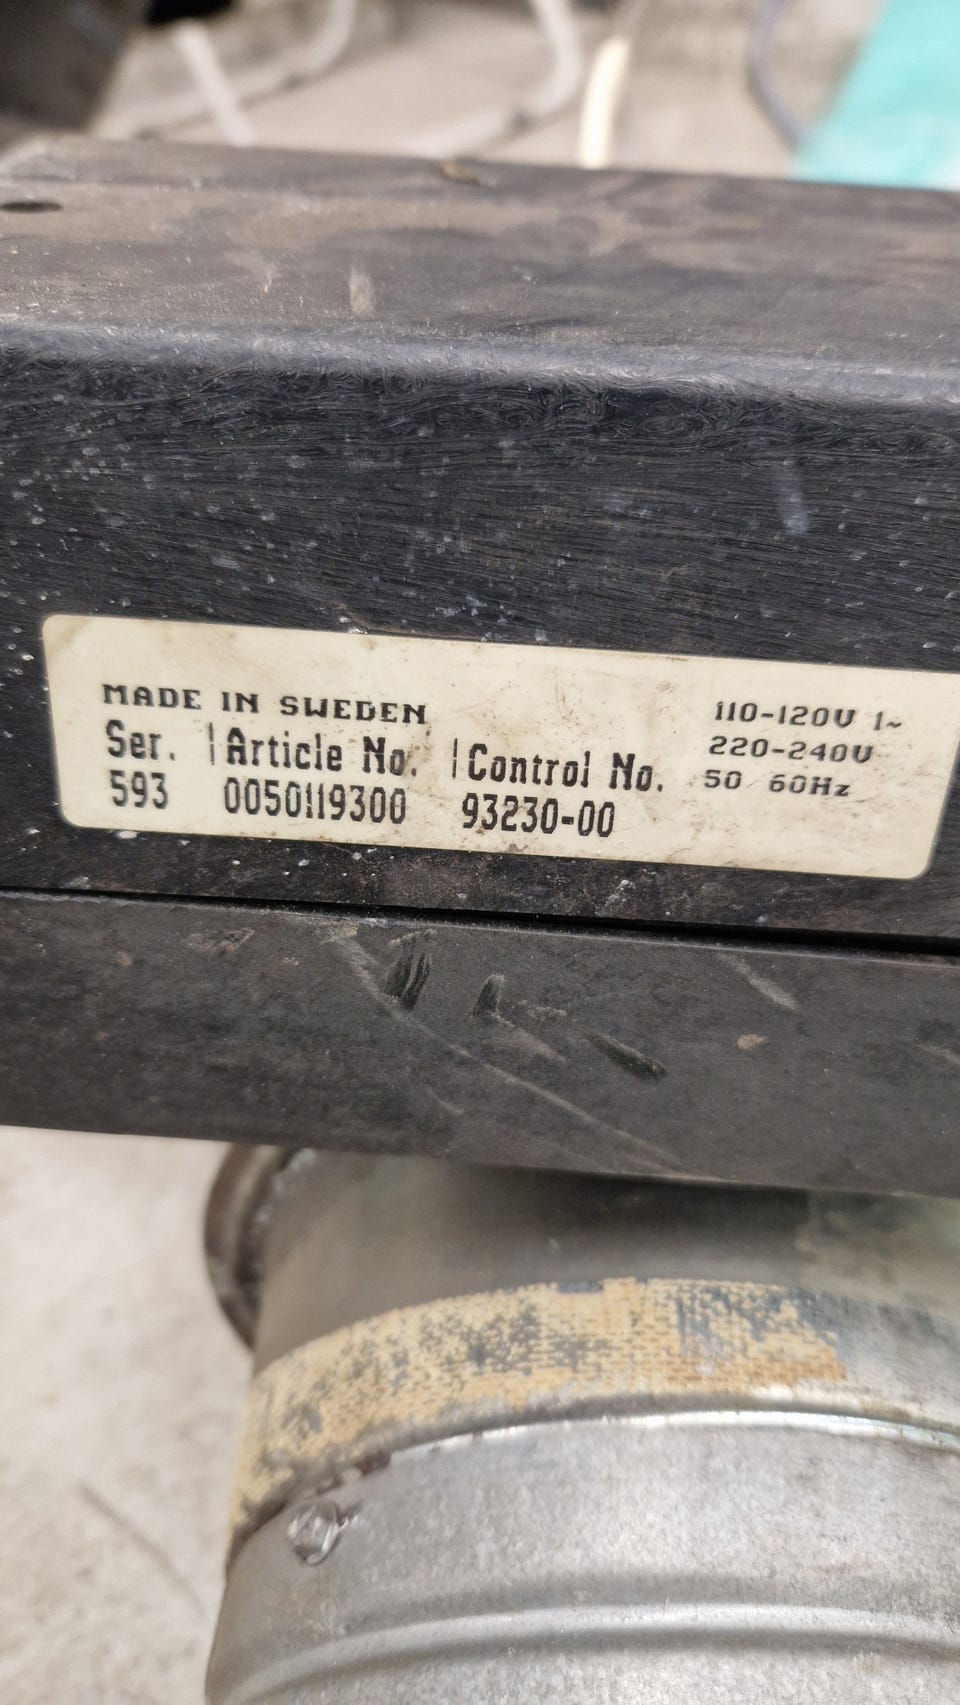 MADE IN SWEDEN
Ser. | Article No. | Control No.
593 0050119300 93230-00
110-120V 1~
220-240V
50/60Hz